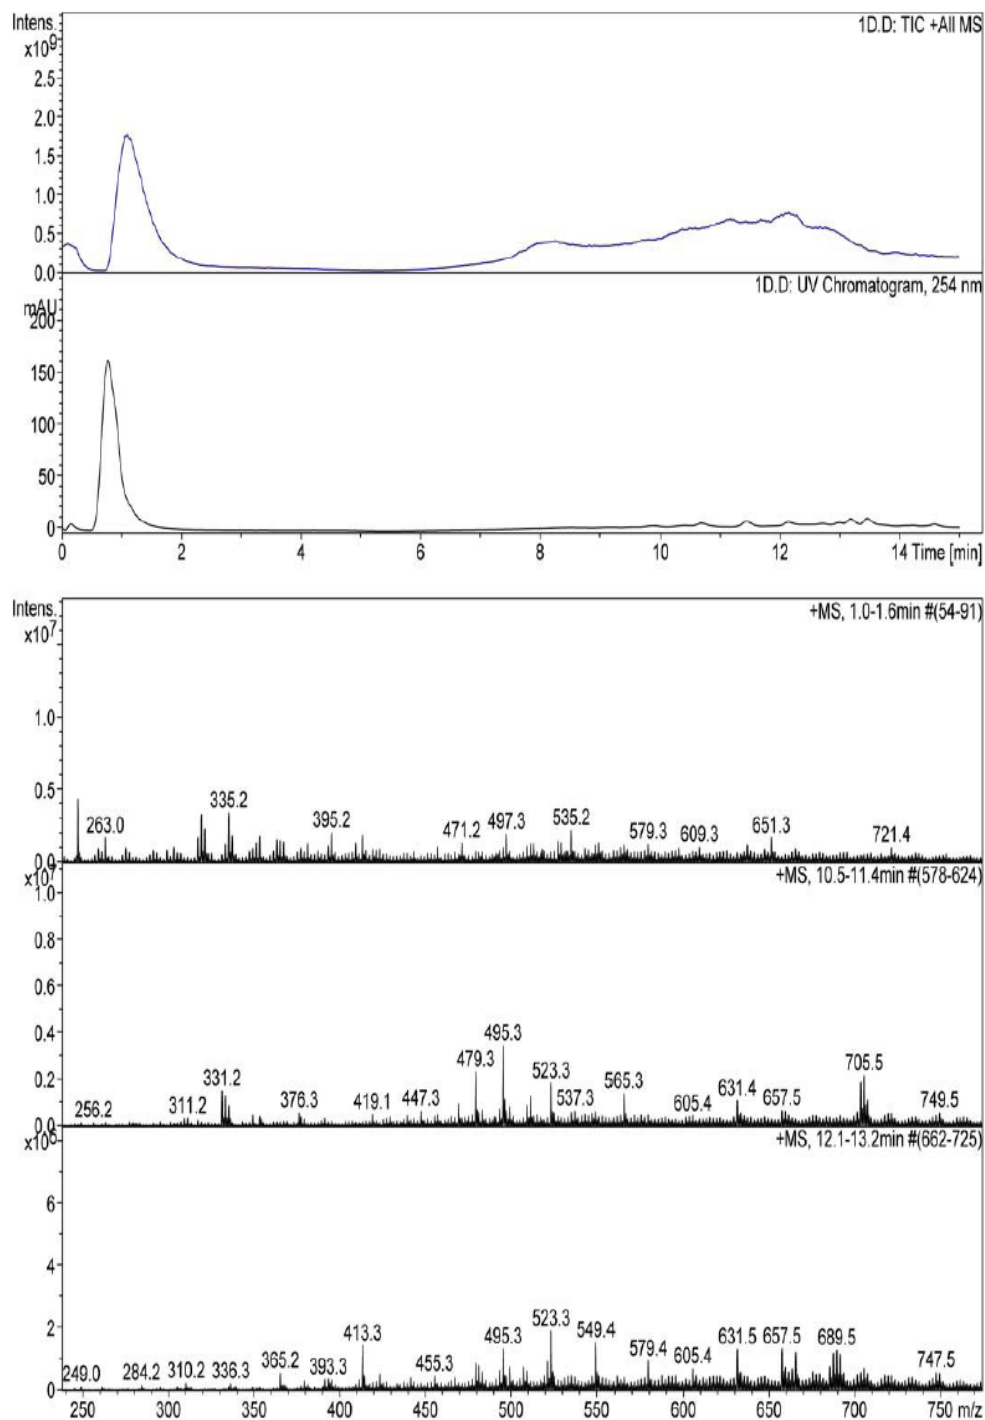 Intens.
x10⁹
1D.D: TIC +All MS
2.5
2.0
1.5
1.0
0.5
0.0
1D.D: UV Chromatogram, 254 nm
mAU
200
150
100
50
0
0 2 4 6 8 10 12 14 Time [min]
Intens.
x10⁷
+MS, 1.0-1.6min #(54-91)
1.0
0.5
0.0
263.0 335.2 395.2 471.2 497.3 535.2 579.3 609.3 651.3 721.4
x10⁷
+MS, 10.5-11.4min #(578-624)
1.0
0.8
0.6
0.4
0.2
0.0
256.2 311.2 331.2 376.3 419.1 447.3 479.3 495.3 523.3 537.3 565.3 605.4 631.4 657.5 705.5 749.5
x10⁶
+MS, 12.1-13.2min #(662-725)
6
4
2
0
249.0 284.2 310.2 336.3 365.2 393.3 413.3 455.3 495.3 523.3 549.4 579.4 605.4 631.5 657.5 689.5 747.5
250 300 350 400 450 500 550 600 650 700 750 m/z